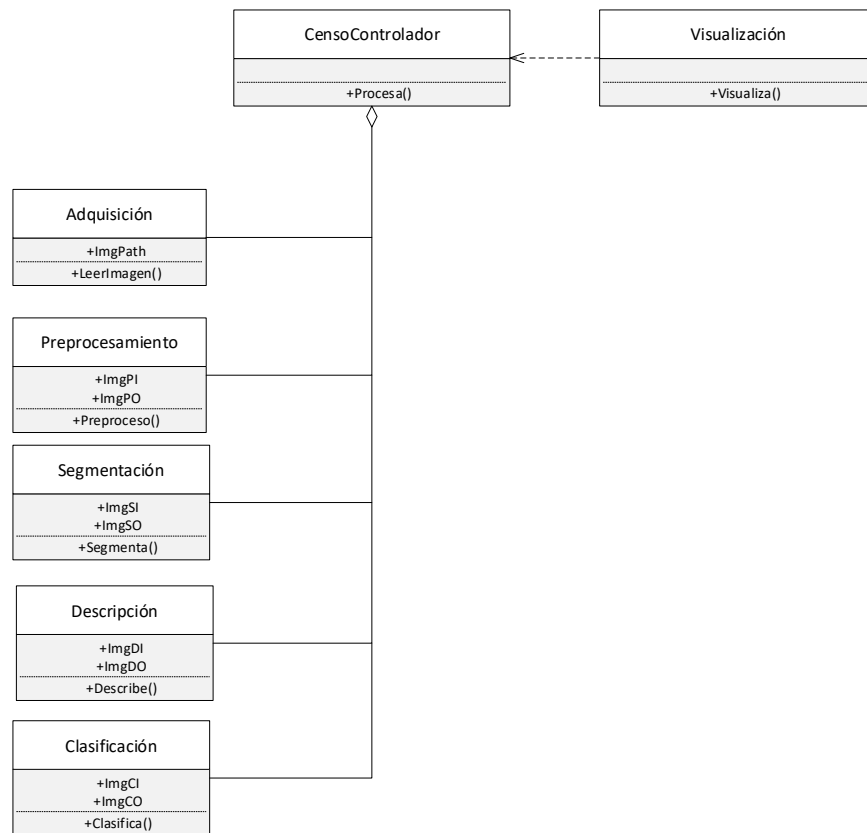 CensoControlador
+Procesa()
Visualización
+Visualiza()
Adquisición
+ImgPath
+LeerImagen()
Preprocesamiento
+ImgPI
+ImgPO
+Preproceso()
Segmentación
+ImgSI
+ImgSO
+Segmenta()
Descripción
+ImgDI
+ImgDO
+Describe()
Clasificación
+ImgCI
+ImgCO
+Clasifica()